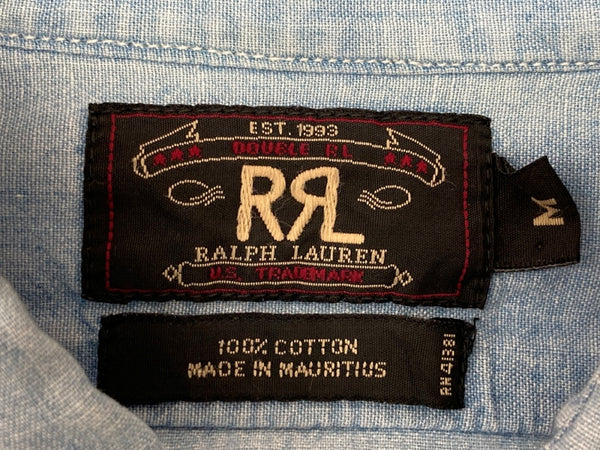 EST. 1993
DOUBLE RL
RRL
RALPH LAUREN
U.S. TRADEMARK
M
100% COTTON
MADE IN MAURITIUS
RN 41381